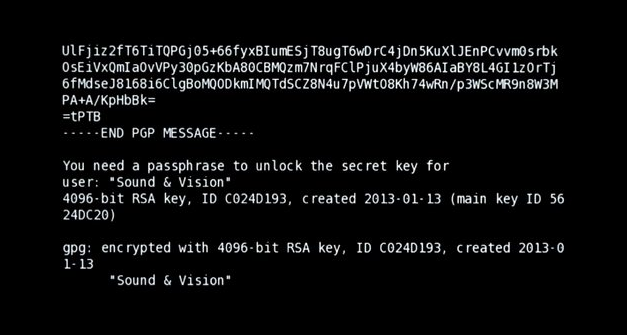 UlFjiz2fT6TiTQPGj05+66fyxBIumESjT8ugT6wDrC4jDn5KuXlJEnPCvvm0srbk
OsEiVxQmIaOvVPy30pGzKbA80CBMQzm7NrqFClPjuX4byW86AIaBY8L4GI1zOrTj
6fMdseJ8168i6ClgBoMQODkmIMQTdSCZ8N4u7pVWtO8Kh74wRn/p3WScMR9n8W3M
PA+A/KpHbBk=
=tPTB
-----END PGP MESSAGE-----
You need a passphrase to unlock the secret key for
user: "Sound & Vision"
4096-bit RSA key, ID C024D193, created 2013-01-13 (main key ID 56
24DC20)
gpg: encrypted with 4096-bit RSA key, ID C024D193, created 2013-0
1-13
"Sound & Vision"